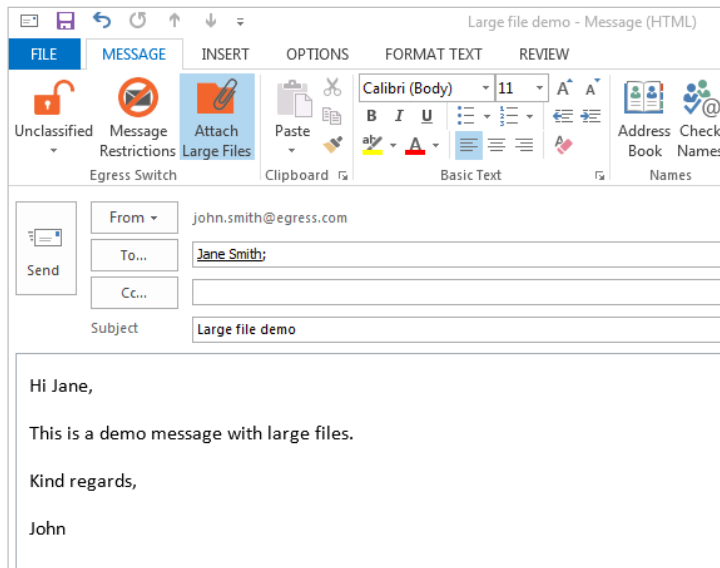 Large file demo - Message (HTML)
FILE MESSAGE INSERT OPTIONS FORMAT TEXT REVIEW
Calibri (Body) 11 A A
Unclassified Message Attach Paste B I U Address Check
Restrictions Large Files aby A Book Names
Egress Switch Clipboard Basic Text Names
From john.smith@egress.com
To... Jane Smith;
Send
Cc...
Subject Large file demo
Hi Jane,
This is a demo message with large files.
Kind regards,
John